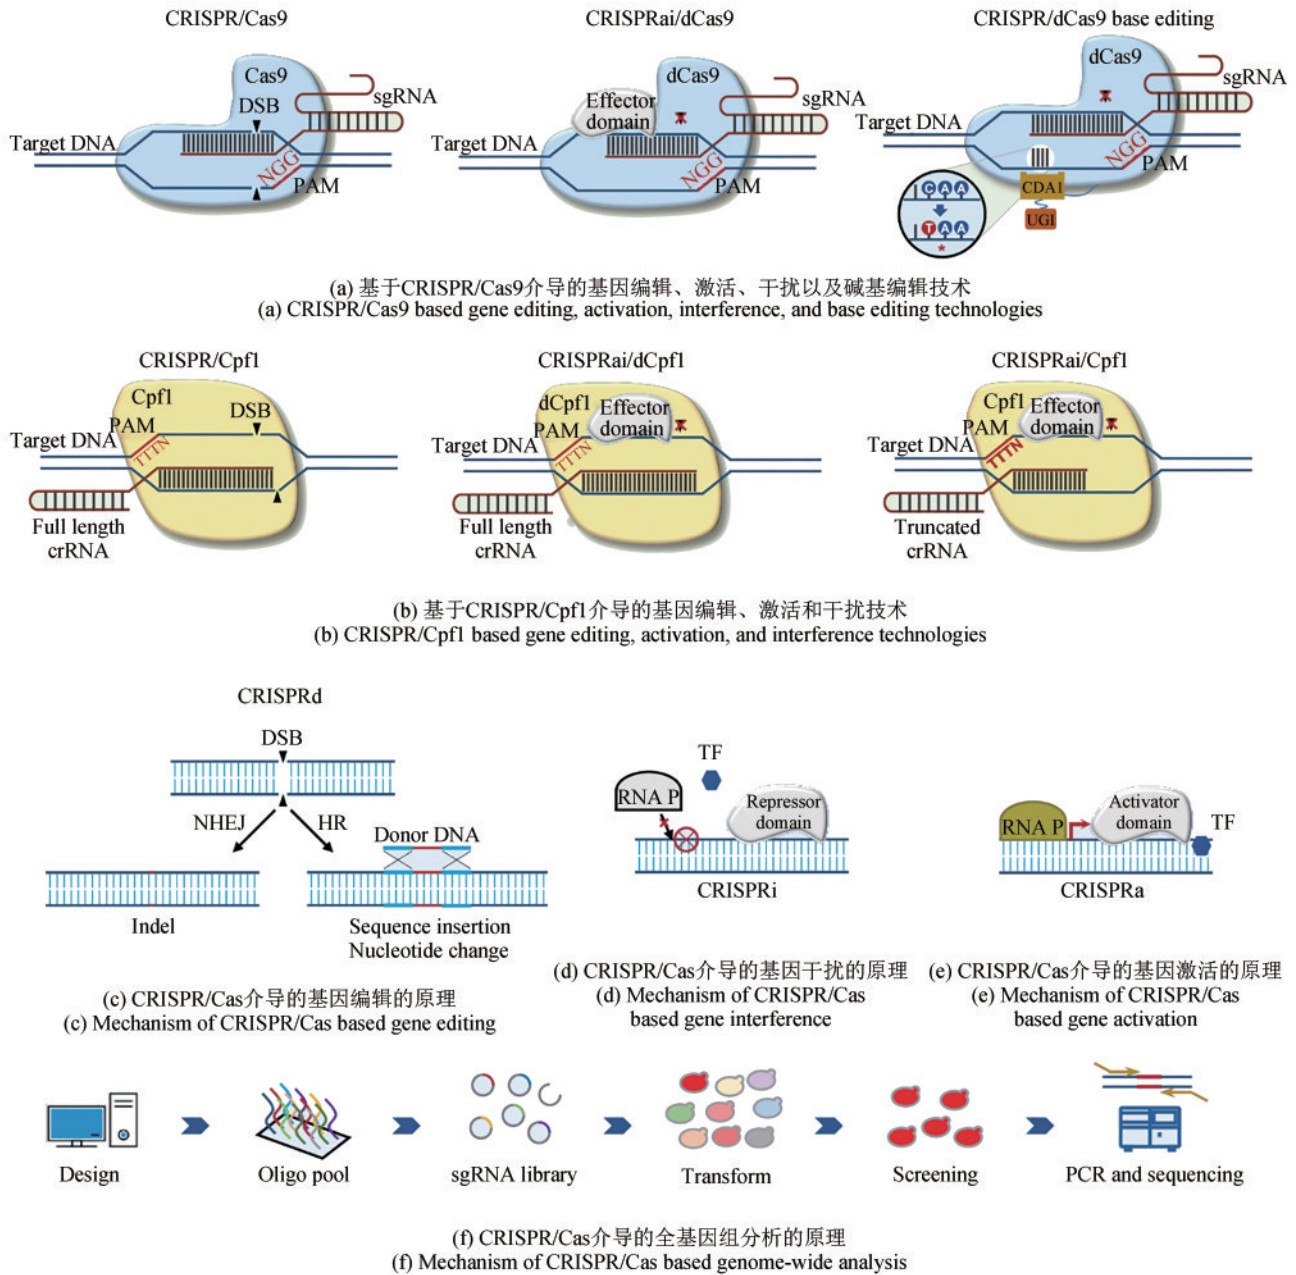 CRISPR/Cas9
CRISPRai/dCas9
CRISPR/dCas9 base editing
Cas9
DSB
sgRNA
Target DNA
NGG
PAM
dCas9
Effector
domain
sgRNA
Target DNA
NGG
PAM
dCas9
sgRNA
Target DNA
NGG
PAM
CDA1
UGI
C A A
T A A
*
(a) 基于CRISPR/Cas9介导的基因编辑、激活、干扰以及碱基编辑技术
(a) CRISPR/Cas9 based gene editing, activation, interference, and base editing technologies
CRISPR/Cpf1
CRISPRai/dCpf1
CRISPRai/Cpf1
Cpf1
PAM
DSB
Target DNA
TTTN
Full length
crRNA
dCpf1
Effector
domain
PAM
Target DNA
TTTN
Full length
crRNA
Cpf1
Effector
domain
PAM
Target DNA
TTTN
Truncated
crRNA
(b) 基于CRISPR/Cpf1介导的基因编辑、激活和干扰技术
(b) CRISPR/Cpf1 based gene editing, activation, and interference technologies
CRISPRd
DSB
NHEJ
HR
Donor DNA
Indel
Sequence insertion
Nucleotide change
(c) CRISPR/Cas介导的基因编辑的原理
(c) Mechanism of CRISPR/Cas based gene editing
TF
RNA P
Repressor
domain
CRISPRi
(d) CRISPR/Cas介导的基因干扰的原理
(d) Mechanism of CRISPR/Cas
based gene interference
RNA P
Activator
domain
TF
CRISPRa
(e) CRISPR/Cas介导的基因激活的原理
(e) Mechanism of CRISPR/Cas
based gene activation
Design
Oligo pool
sgRNA library
Transform
Screening
PCR and sequencing
(f) CRISPR/Cas介导的全基因组分析的原理
(f) Mechanism of CRISPR/Cas based genome-wide analysis